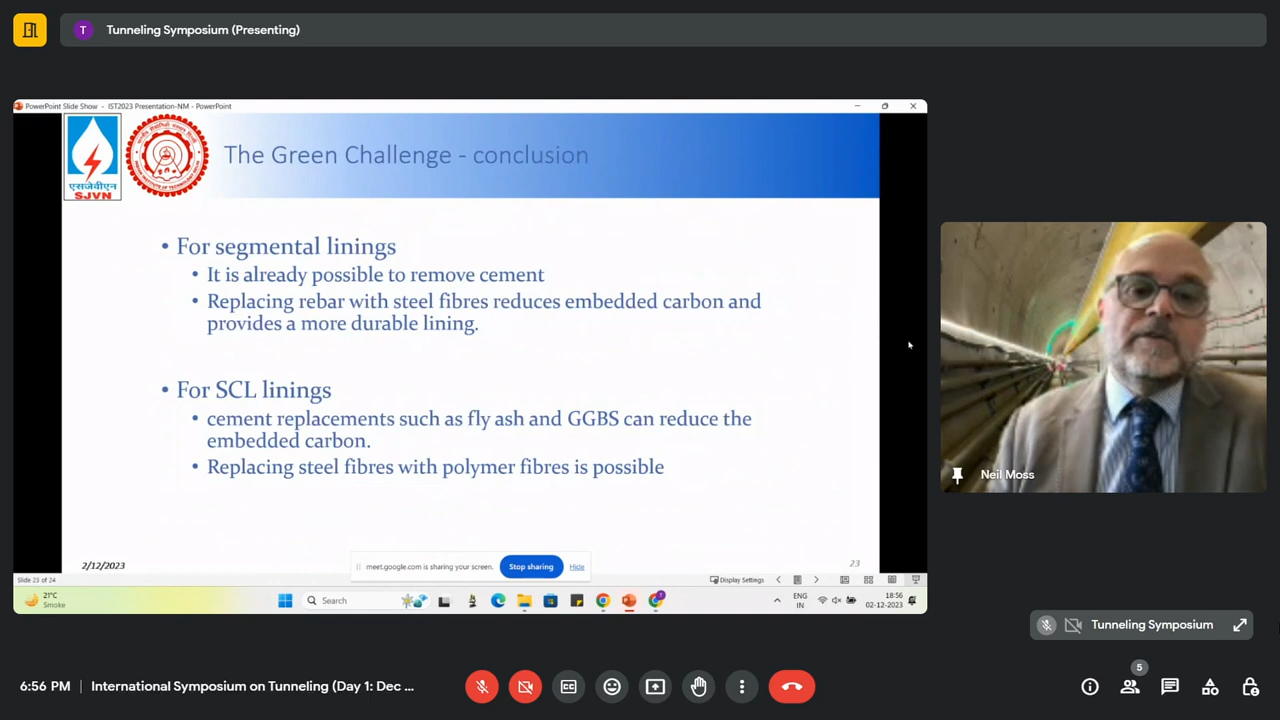 T
Tunneling Symposium (Presenting)
PowerPoint Slide Show - IST2023 Presentation-NM - PowerPoint
एसजेवीएन
SJVN
The Green Challenge - conclusion
• For segmental linings
• It is already possible to remove cement
• Replacing rebar with steel fibres reduces embedded carbon and
provides a more durable lining.
• For SCL linings
• cement replacements such as fly ash and GGBS can reduce the
embedded carbon.
• Replacing steel fibres with polymer fibres is possible
2/12/2023
meet.google.com is sharing your screen.
Stop sharing
Hide
23
Slide 23 of 24
Display Settings
21°C
Smoke
Search
ENG
IN
18:56
02-12-2023
Neil Moss
Tunneling Symposium
6:56 PM
International Symposium on Tunneling (Day 1: Dec ...
5